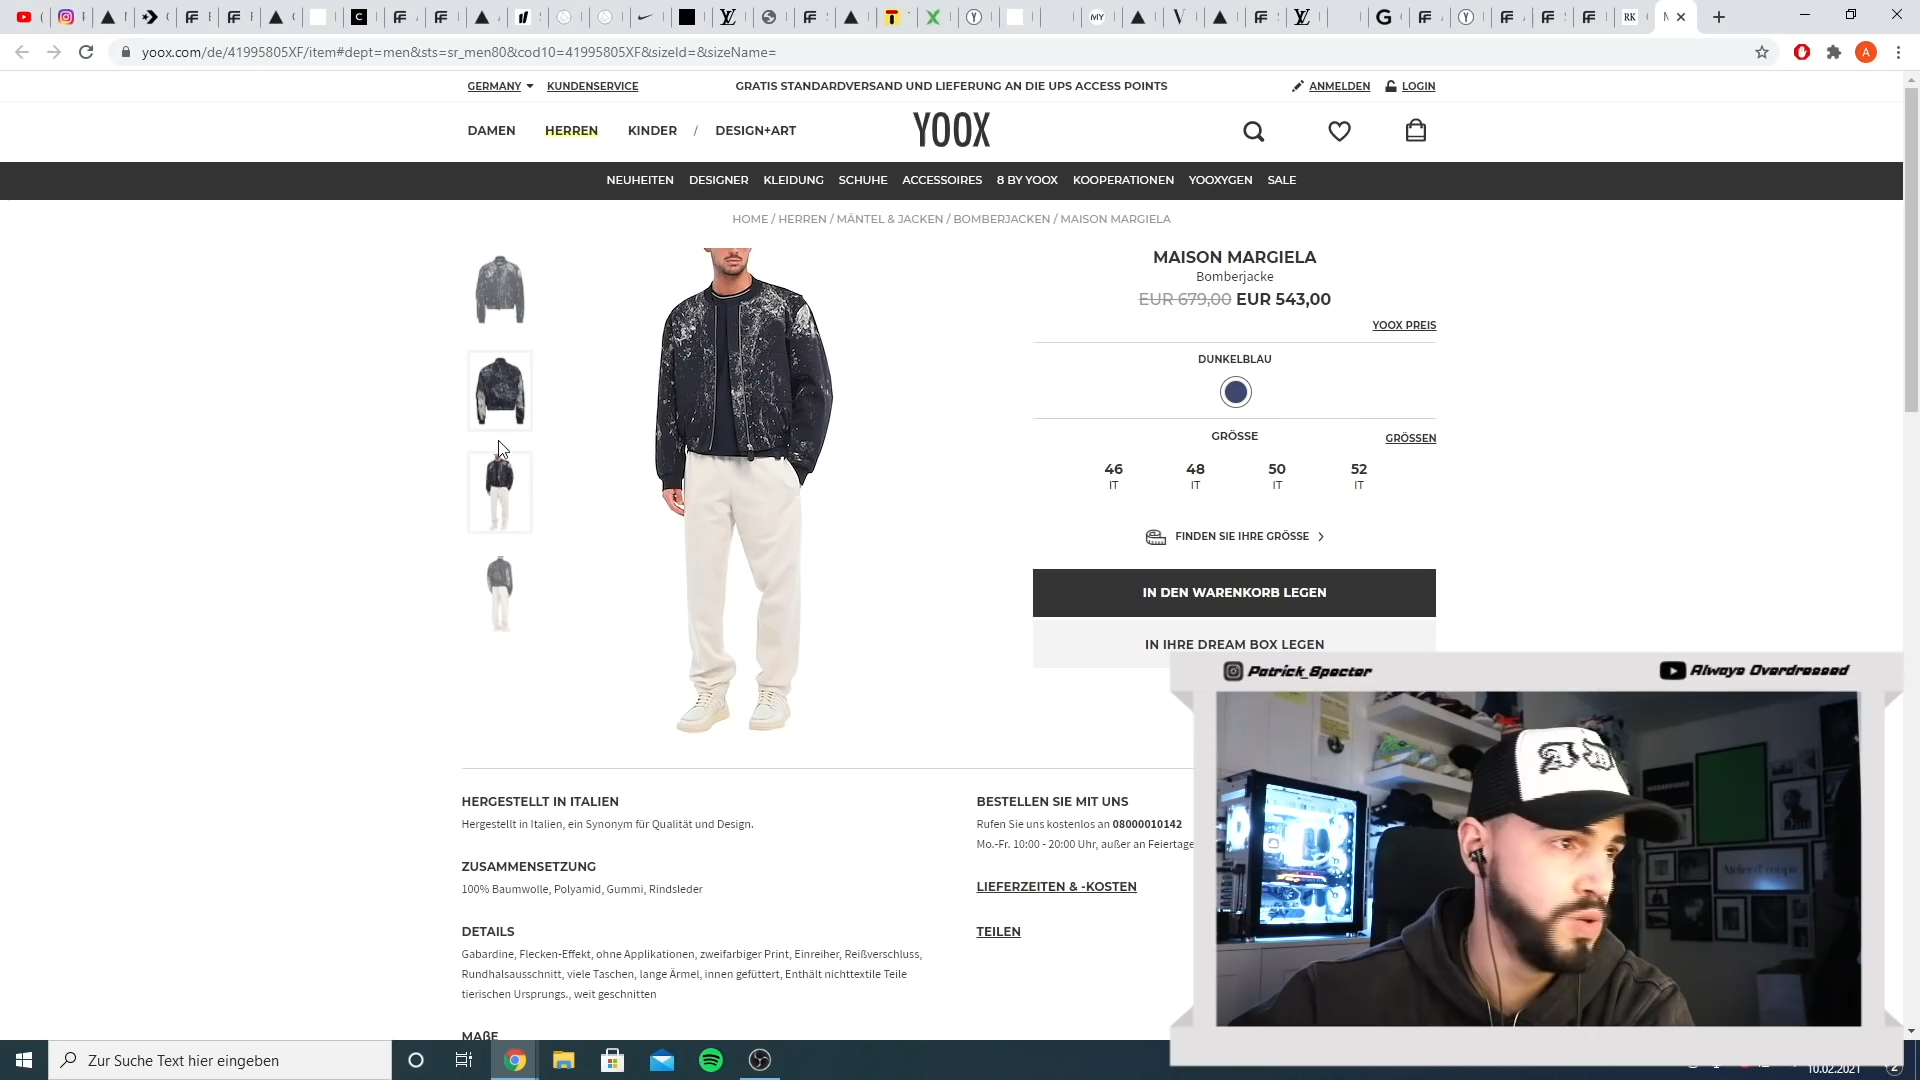 yoox.com/de/41995805XF/item#dept=men&sts=sr_men80&cod10=41995805XF&sizeId=&sizeName=
A
GERMANY KUNDENSERVICE GRATIS STANDARDVERSAND UND LIEFERUNG AN DIE UPS ACCESS POINTS ANMELDEN LOGIN
DAMEN HERREN KINDER / DESIGN+ART YOOX
NEUHEITEN DESIGNER KLEIDUNG SCHUHE ACCESSOIRES 8 BY YOOX KOOPERATIONEN YOOXYGEN SALE
HOME / HERREN / MÄNTEL & JACKEN / BOMBERJACKEN / MAISON MARGIELA
MAISON MARGIELA
Bomberjacke
EUR 679,00 EUR 543,00
YOOX PREIS
DUNKELBLAU
GRÖSSE GRÖSSEN
46 48 50 52
IT IT IT IT
FINDEN SIE IHRE GRÖSSE
IN DEN WARENKORB LEGEN
IN IHRE DREAM BOX LEGEN
Patrick_Specter Always Overdressed
HERGESTELLT IN ITALIEN
Hergestellt in Italien, ein Synonym für Qualität und Design.
ZUSAMMENSETZUNG
100% Baumwolle, Polyamid, Gummi, Rindsleder
DETAILS
Gabardine, Flecken-Effekt, ohne Applikationen, zweifarbiger Print, Einreiher, Reißverschluss,
Rundhalsausschnitt, viele Taschen, lange Ärmel, innen gefüttert, Enthält nichttextile Teile
tierischen Ursprungs., weit geschnitten
MAßE
BESTELLEN SIE MIT UNS
Rufen Sie uns kostenlos an 08000010142
Mo.-Fr. 10:00 - 20:00 Uhr, außer an Feiertage
LIEFERZEITEN & -KOSTEN
TEILEN
Zur Suche Text hier eingeben
10.02.2021